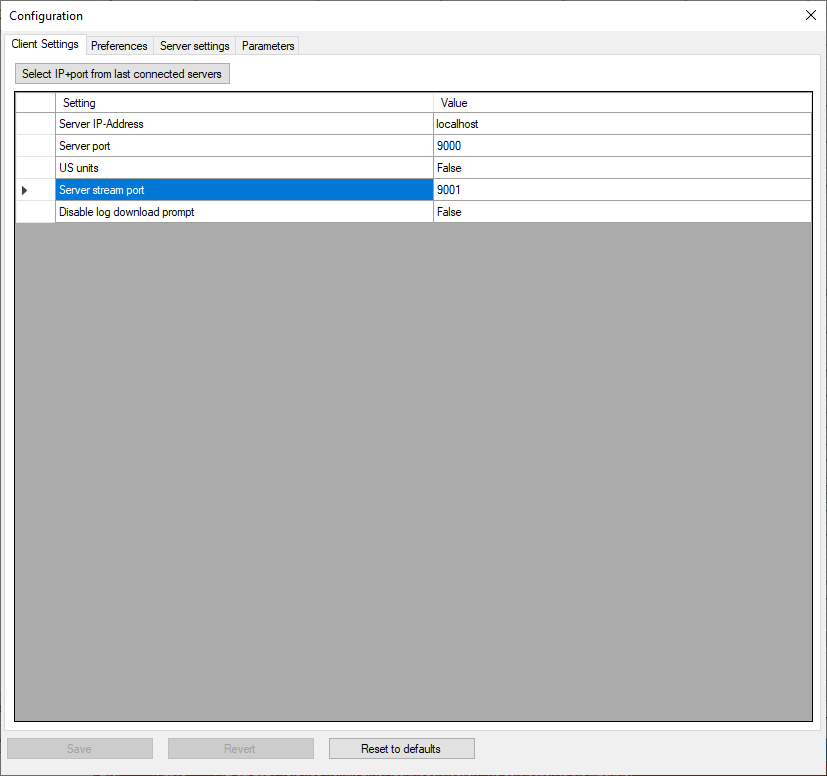 Configuration
Client Settings Preferences Server settings Parameters
Select IP+port from last connected servers
Setting Value
Server IP-Address localhost
Server port 9000
US units False
Server stream port 9001
Disable log download prompt False
Save Revert Reset to defaults